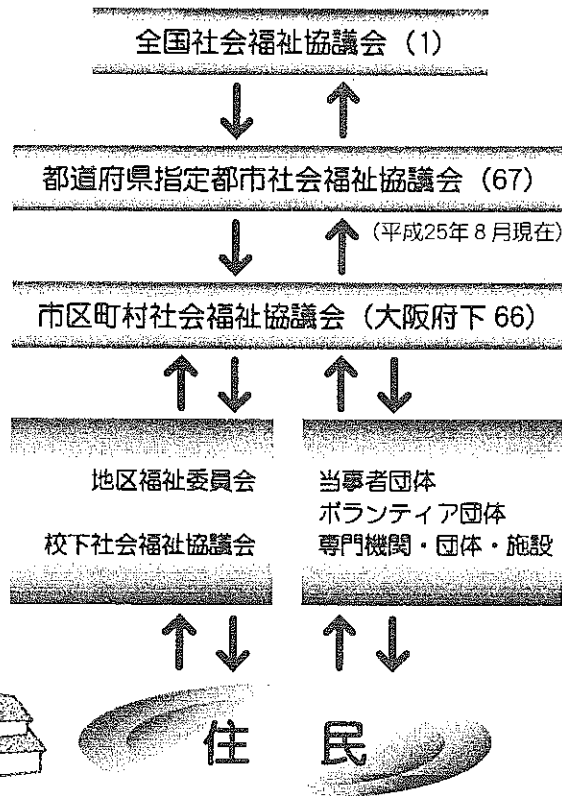 全国社会福祉協議会（1）
都道府県指定都市社会福祉協議会（67）
（平成25年8月現在）
市区町村社会福祉協議会（大阪府下 66）
地区福祉委員会
校下社会福祉協議会
当事者団体
ボランティア団体
専門機関・団体・施設
住民